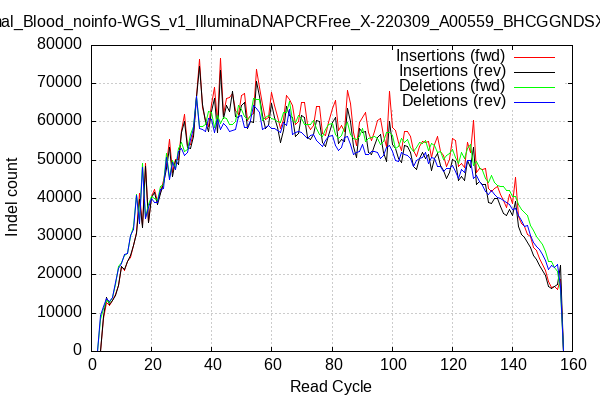 nal_Blood_noinfo-WGS_v1_IlluminaDNAPCRFree_X-220309_A00559_BHCGGNDSX
80000
70000
60000
50000
40000
30000
20000
10000
0
Indel count
Insertions (fwd)
Insertions (rev)
Deletions (fwd)
Deletions (rev)
0 20 40 60 80 100 120 140 160
Read Cycle